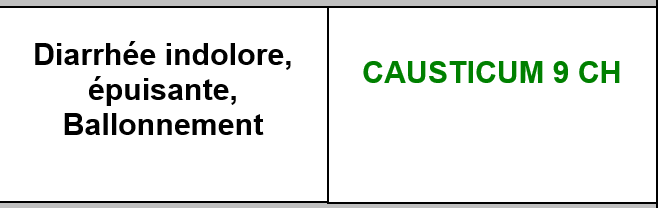 Diarrhée indolore,
épuisante,
Ballonnement
CAUSTICUM 9 CH